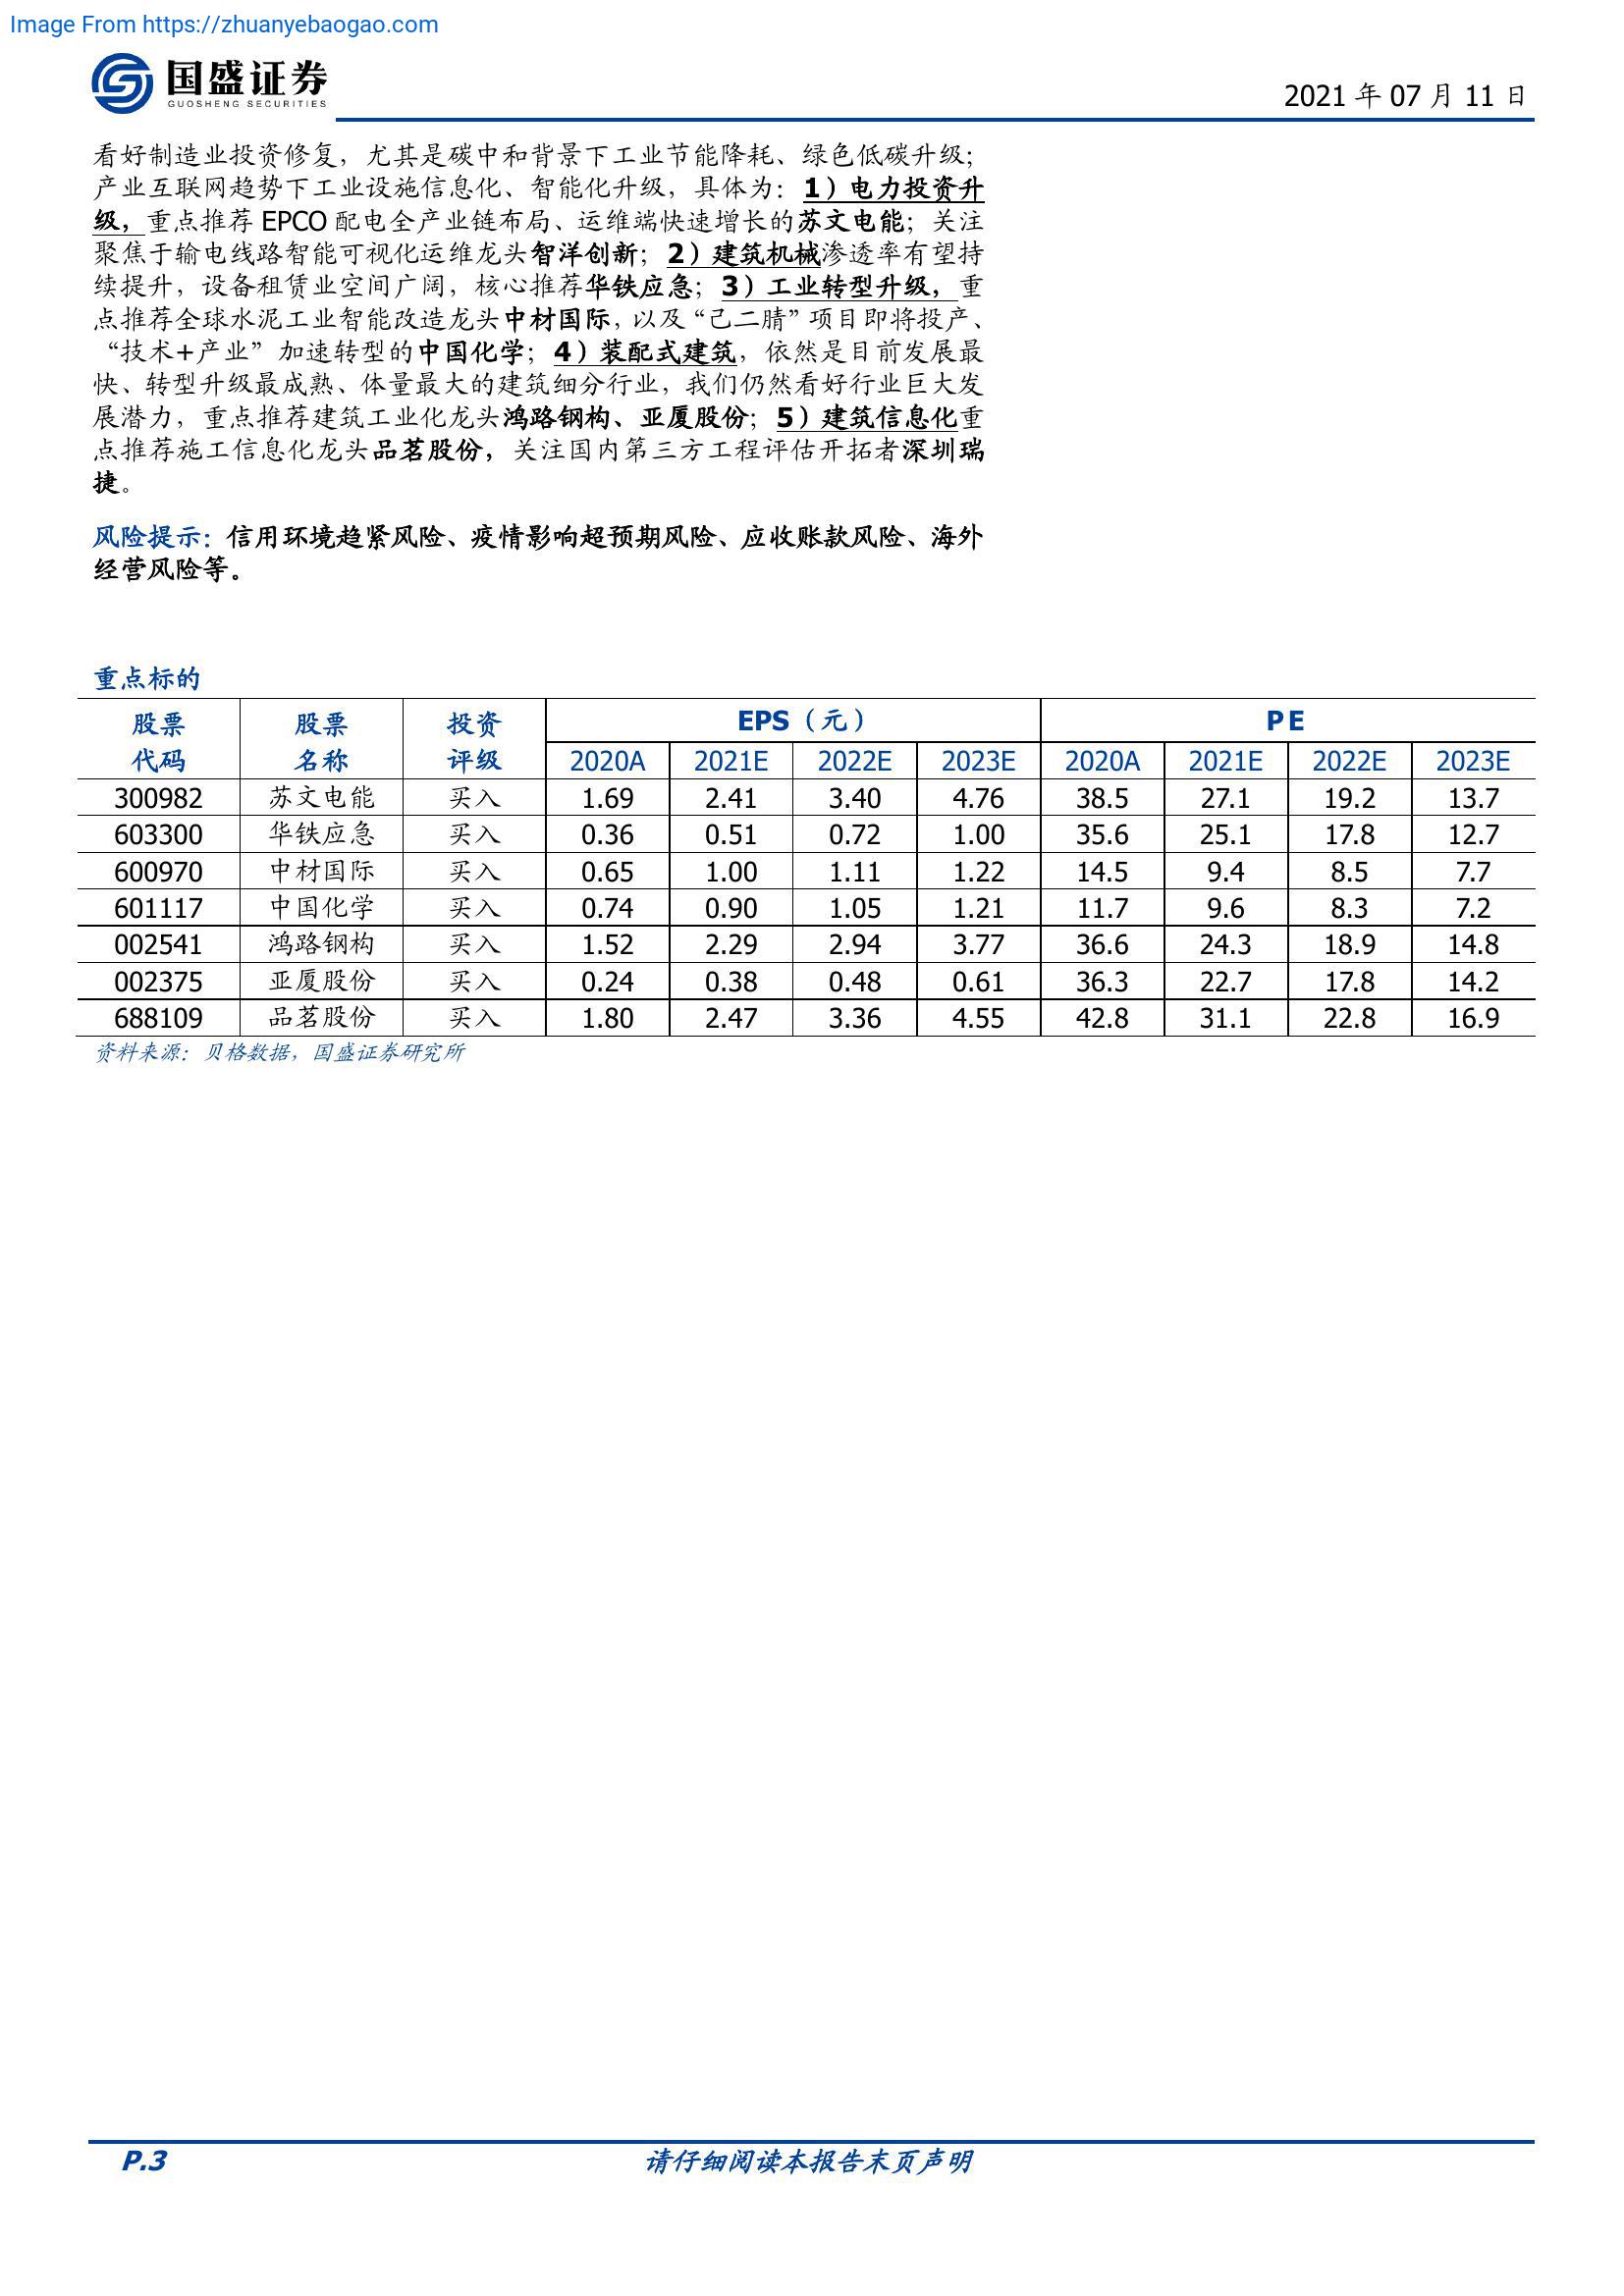 Image From https://zhuanyebaogao.com
国盛证券
GUOSHENG SECURITIES
2021 年 07 月 11 日
看好制造业投资修复，尤其是碳中和背景下工业节能降耗、绿色低碳升级；
产业互联网趋势下工业设施信息化、智能化升级，具体为：1）电力投资升
级，重点推荐 EPCO 配电全产业链布局、运维端快速增长的苏文电能；关注
聚焦于输电线路智能可视化运维龙头智洋创新；2）建筑机械渗透率有望持
续提升，设备租赁业空间广阔，核心推荐华铁应急；3）工业转型升级，重
点推荐全球水泥工业智能改造龙头中材国际，以及“己二腈”项目即将投产、
“技术+产业”加速转型的中国化学；4）装配式建筑，依然是目前发展最
快、转型升级最成熟、体量最大的建筑细分行业，我们仍然看好行业巨大发
展潜力，重点推荐建筑工业化龙头鸿路钢构、亚厦股份；5）建筑信息化重
点推荐施工信息化龙头品茗股份，关注国内第三方工程评估开拓者深圳瑞
捷。
风险提示：信用环境趋紧风险、疫情影响超预期风险、应收账款风险、海外
经营风险等。
重点标的
股票 股票 投资 EPS（元） PE
代码 名称 评级 2020A 2021E 2022E 2023E 2020A 2021E 2022E 2023E
300982 苏文电能 买入 1.69 2.41 3.40 4.76 38.5 27.1 19.2 13.7
603300 华铁应急 买入 0.36 0.51 0.72 1.00 35.6 25.1 17.8 12.7
600970 中材国际 买入 0.65 1.00 1.11 1.22 14.5 9.4 8.5 7.7
601117 中国化学 买入 0.74 0.90 1.05 1.21 11.7 9.6 8.3 7.2
002541 鸿路钢构 买入 1.52 2.29 2.94 3.77 36.6 24.3 18.9 14.8
002375 亚厦股份 买入 0.24 0.38 0.48 0.61 36.3 22.7 17.8 14.2
688109 品茗股份 买入 1.80 2.47 3.36 4.55 42.8 31.1 22.8 16.9
资料来源：贝格数据，国盛证券研究所
P.3 请仔细阅读本报告末页声明